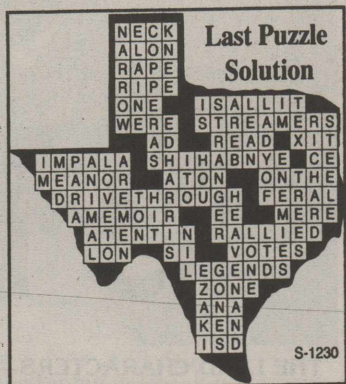 NECK
Last Puzzle
ALON
Solution
RAPE
RIPE
ONE ISALLIT
WERE STREAMERS
AD READ XIT
IMPALA SHIHABNYE CE
MEANOR ATON ONTHE
DRIVETHROUGH FERAL
AMEMOIR EE MERE
ATENTIN RALLIED
LON SI VOTES
LEGENDS
ZONE
ANA
KEN
ISD
S-1230